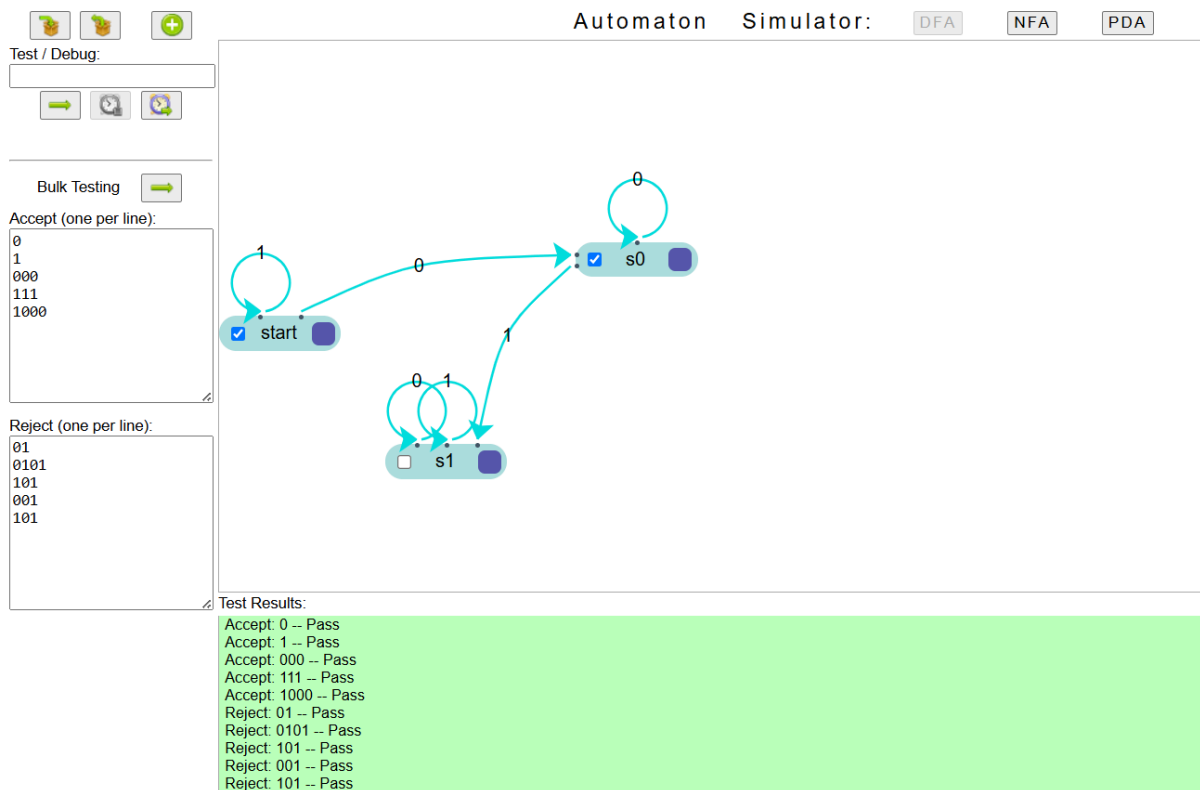 Automaton Simulator:
DFA
NFA
PDA
Test / Debug:
Bulk Testing
Accept (one per line):
0
1
000
111
1000
Reject (one per line):
01
0101
101
001
101
0
1
0
s0
start
1
0
1
s1
Test Results:
Accept: 0 -- Pass
Accept: 1 -- Pass
Accept: 000 -- Pass
Accept: 111 -- Pass
Accept: 1000 -- Pass
Reject: 01 -- Pass
Reject: 0101 -- Pass
Reject: 101 -- Pass
Reject: 001 -- Pass
Reject: 101 -- Pass